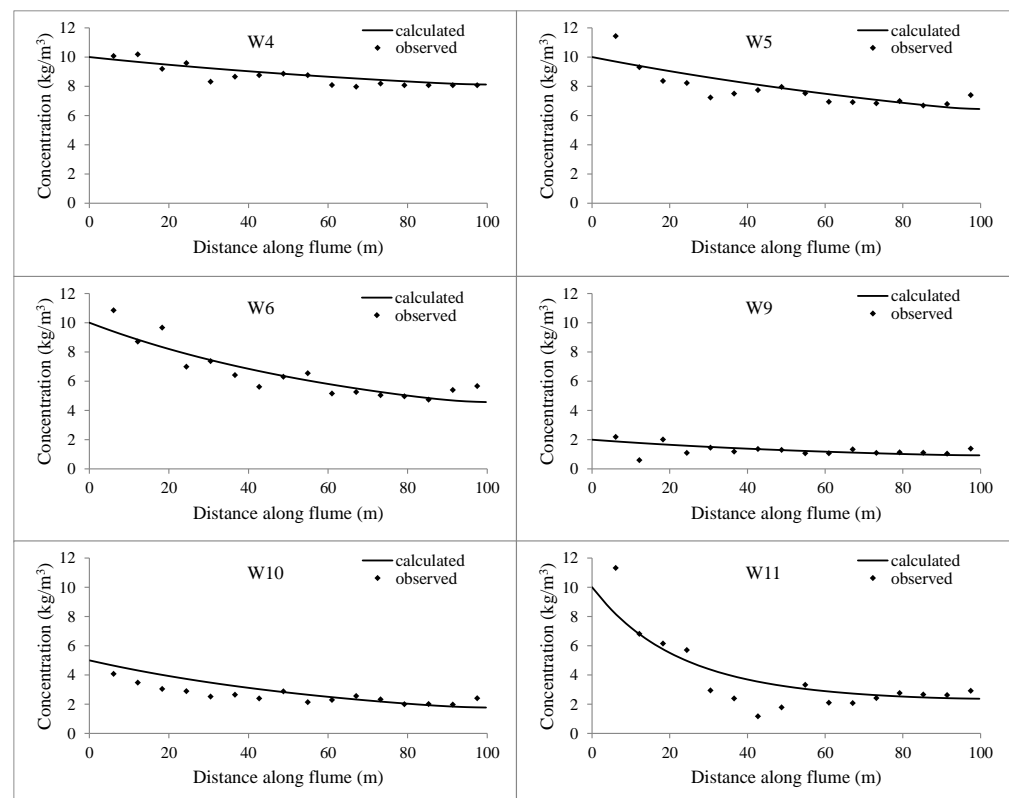 W4
calculated
observed
Concentration (kg/m³)
12
10
8
6
4
2
0
0 20 40 60 80 100
Distance along flume (m)
W5
calculated
observed
Concentration (kg/m³)
12
10
8
6
4
2
0
0 20 40 60 80 100
Distance along flume (m)
W6
calculated
observed
Concentration (kg/m³)
12
10
8
6
4
2
0
0 20 40 60 80 100
Distance along flume (m)
W9
calculated
observed
Concentration (kg/m³)
12
10
8
6
4
2
0
0 20 40 60 80 100
Distance along flume (m)
W10
calculated
observed
Concentration (kg/m³)
12
10
8
6
4
2
0
0 20 40 60 80 100
Distance along flume (m)
W11
calculated
observed
Concentration (kg/m³)
12
10
8
6
4
2
0
0 20 40 60 80 100
Distance along flume (m)